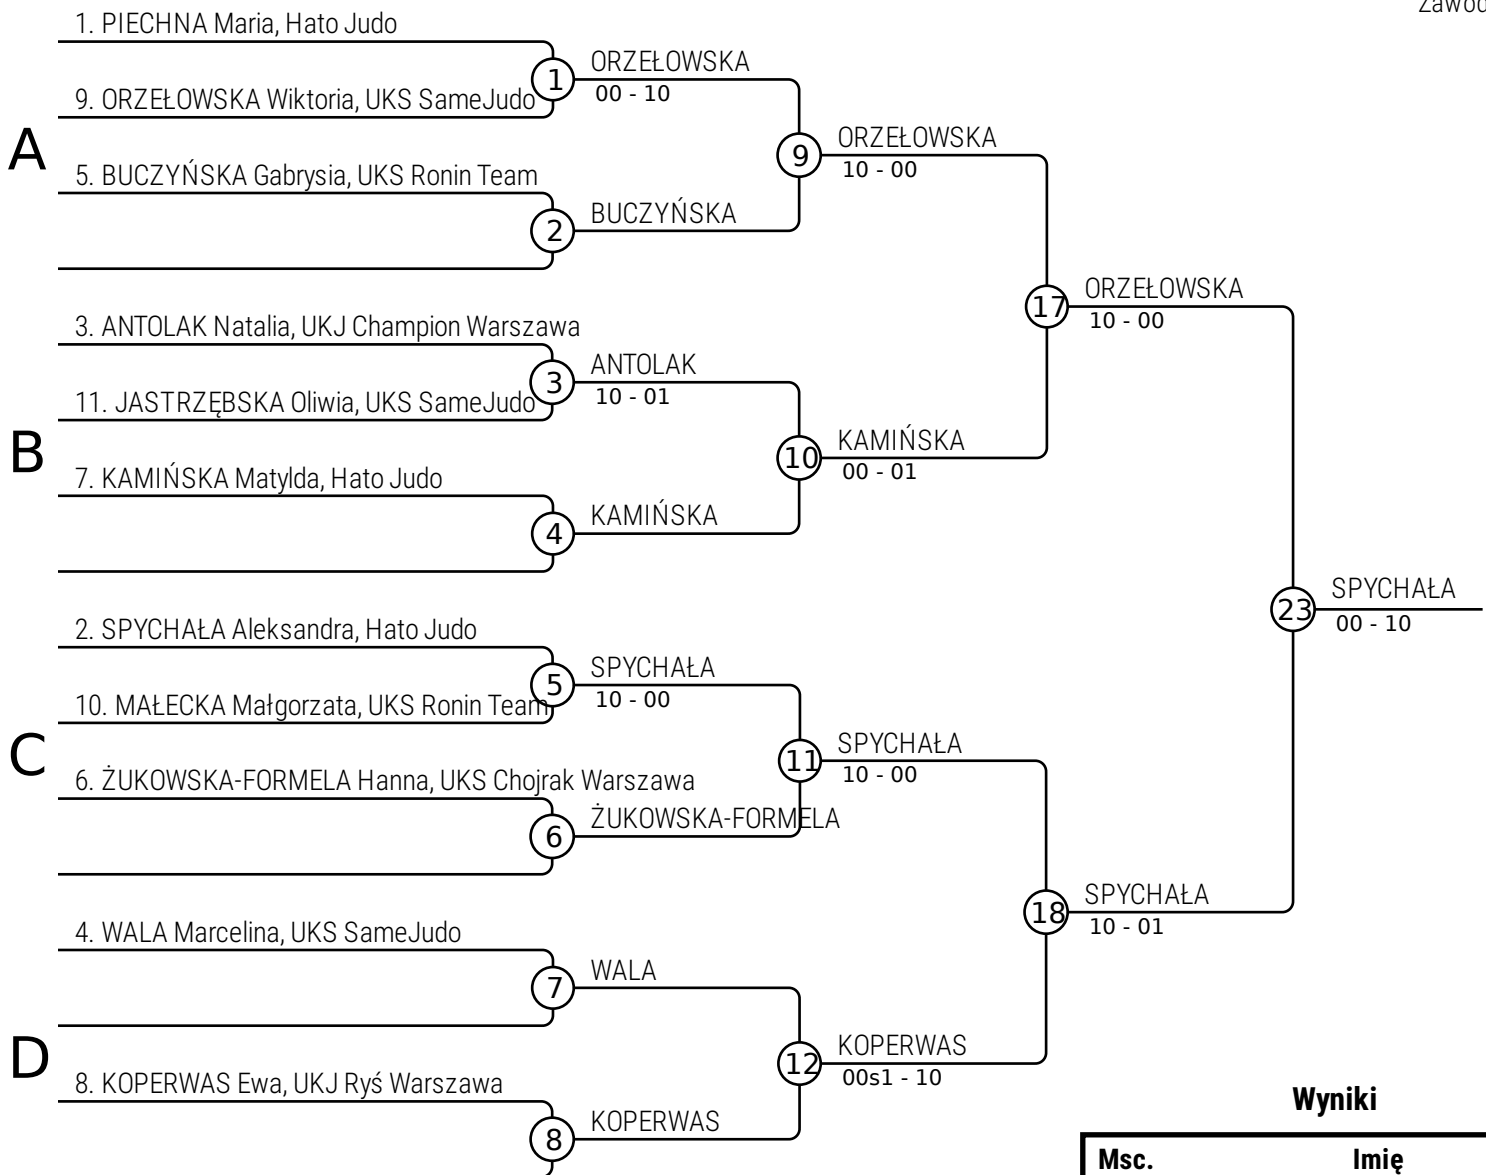 Zawod
1. PIECHNA Maria, Hato Judo
1
ORZEŁOWSKA
00 - 10
9. ORZEŁOWSKA Wiktoria, UKS SameJudo
A
9
ORZEŁOWSKA
10 - 00
5. BUCZYŃSKA Gabrysia, UKS Ronin Team
2
BUCZYŃSKA
17
ORZEŁOWSKA
10 - 00
3. ANTOLAK Natalia, UKJ Champion Warszawa
3
ANTOLAK
10 - 01
11. JASTRZĘBSKA Oliwia, UKS SameJudo
B
10
KAMIŃSKA
00 - 01
7. KAMIŃSKA Matylda, Hato Judo
4
KAMIŃSKA
23
SPYCHAŁA
00 - 10
2. SPYCHAŁA Aleksandra, Hato Judo
5
SPYCHAŁA
10 - 00
10. MAŁECKA Małgorzata, UKS Ronin Team
C
11
SPYCHAŁA
10 - 00
6. ŻUKOWSKA-FORMELA Hanna, UKS Chojrak Warszawa
6
ŻUKOWSKA-FORMELA
18
SPYCHAŁA
10 - 01
4. WALA Marcelina, UKS SameJudo
7
WALA
D
12
KOPERWAS
00s1 - 10
8. KOPERWAS Ewa, UKJ Ryś Warszawa
8
KOPERWAS
Wyniki
Msc. Imię